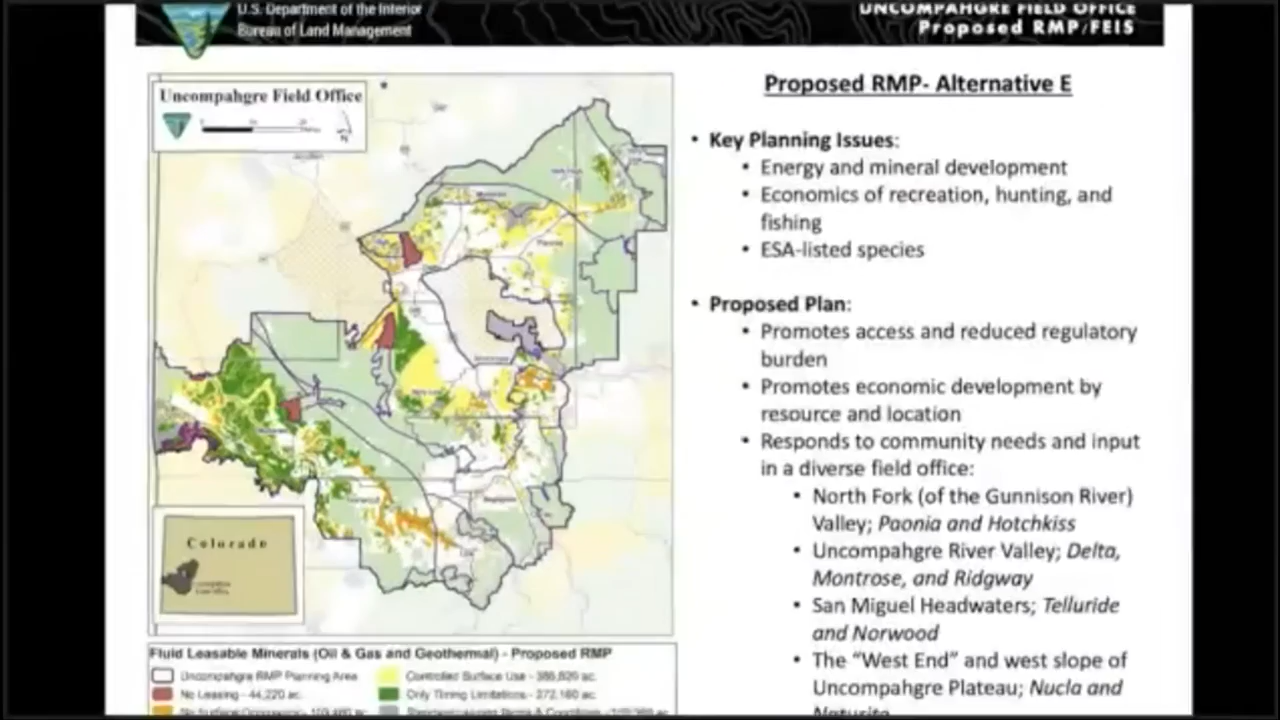 U.S. Department of the Interior
Bureau of Land Management
UNCOMPAHGRE FIELD OFFICE
Proposed RMP/FEIS
Uncompahgre Field Office
Colorado
Fluid Leasable Minerals (Oil & Gas and Geothermal) - Proposed RMP
Uncompahgre RMP Planning Area
No Leasing - 44,220 ac.
Controlled Surface Use -
Only Timing Limitations -
Proposed RMP- Alternative E
• Key Planning Issues:
• Energy and mineral development
• Economics of recreation, hunting, and
fishing
• ESA-listed species
• Proposed Plan:
• Promotes access and reduced regulatory
burden
• Promotes economic development by
resource and location
• Responds to community needs and input
in a diverse field office:
• North Fork (of the Gunnison River)
Valley; Paonia and Hotchkiss
• Uncompahgre River Valley; Delta,
Montrose, and Ridgway
• San Miguel Headwaters; Telluride
and Norwood
• The “West End” and west slope of
Uncompahgre Plateau; Nucla and
Naturita